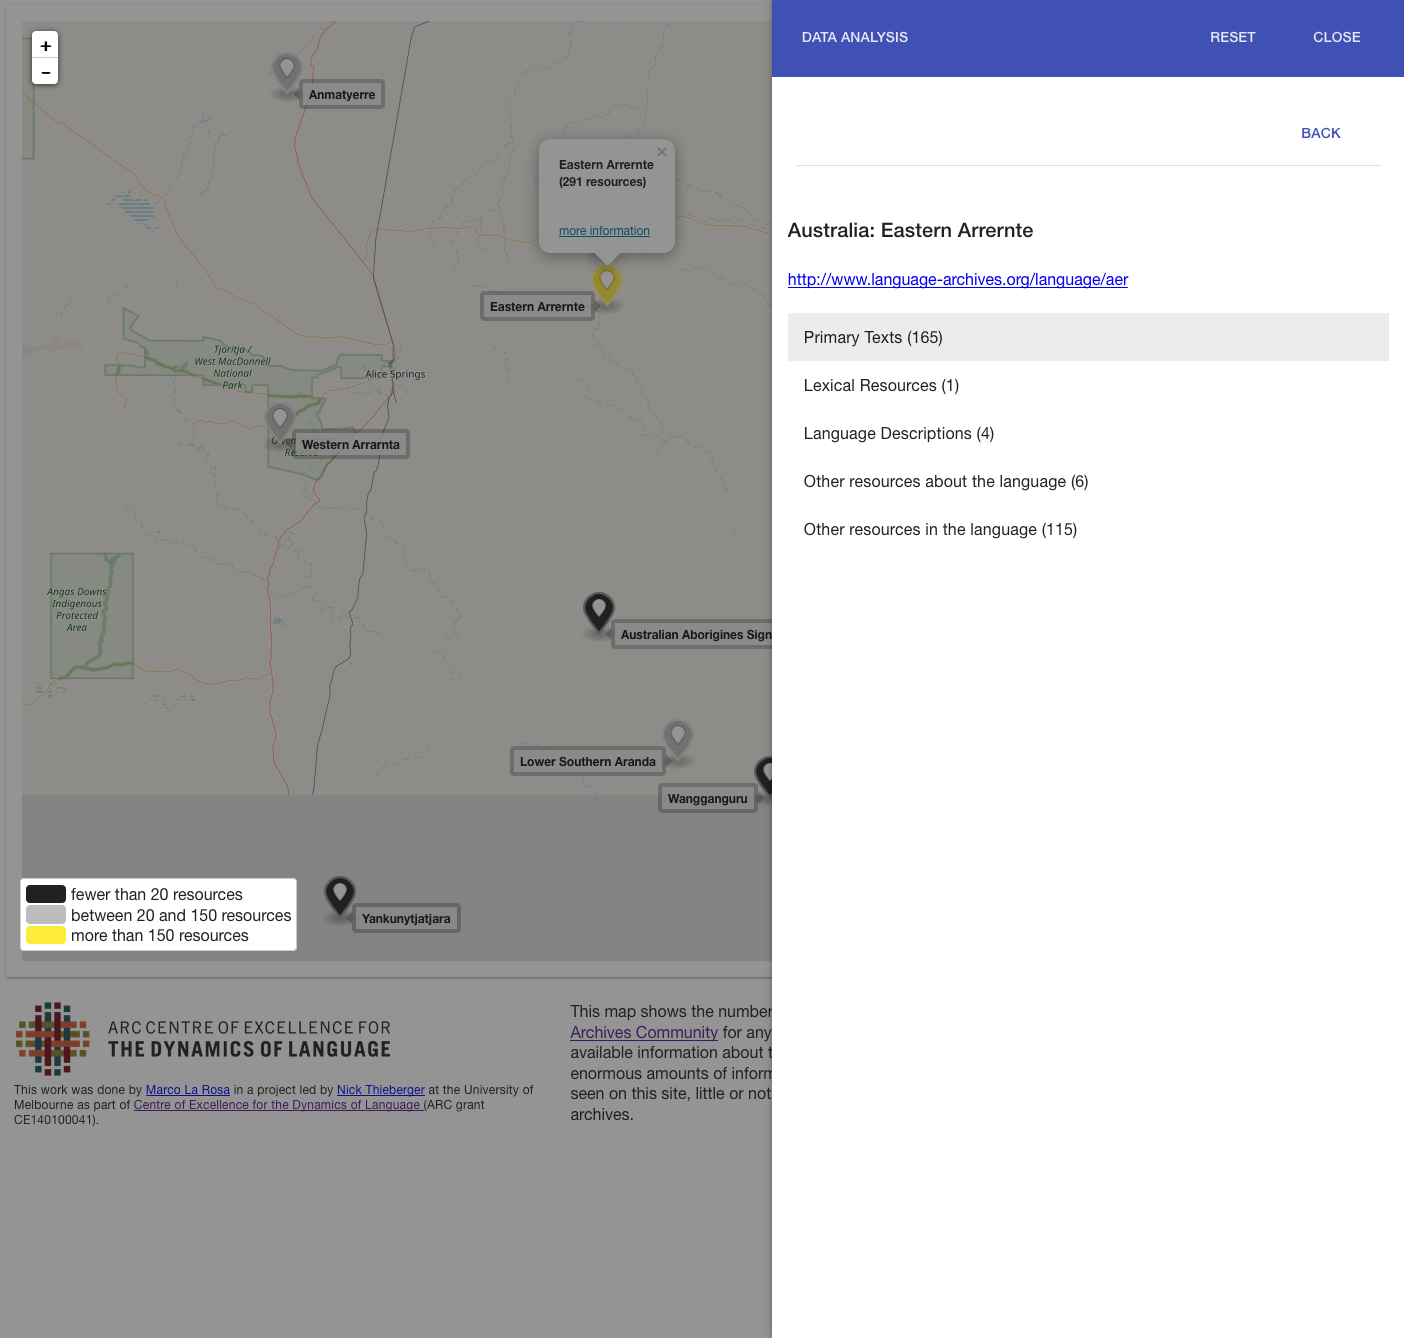 +
−
Anmatyerre
×
Eastern Arrernte
(291 resources)
more information
Eastern Arrernte
Tjoritja /
West MacDonnell
National
Park
Alice Springs
Western Arrarnta
Angas Downs
Indigenous
Protected
Area
Australian Aborigines Sign
Lower Southern Aranda
Wangganguru
Yankunytjatjara
fewer than 20 resources
between 20 and 150 resources
more than 150 resources
ARC CENTRE OF EXCELLENCE FOR
THE DYNAMICS OF LANGUAGE
This work was done by Marco La Rosa in a project led by Nick Thieberger at the University of
Melbourne as part of Centre of Excellence for the Dynamics of Language (ARC grant
CE140100041).
This map shows the number
Archives Community for any
available information about
enormous amounts of
seen on this site, little or not
archives.
DATA ANALYSIS
RESET
CLOSE
BACK
Australia: Eastern Arrernte
http://www.language-archives.org/language/aer
Primary Texts (165)
Lexical Resources (1)
Language Descriptions (4)
Other resources about the language (6)
Other resources in the language (115)